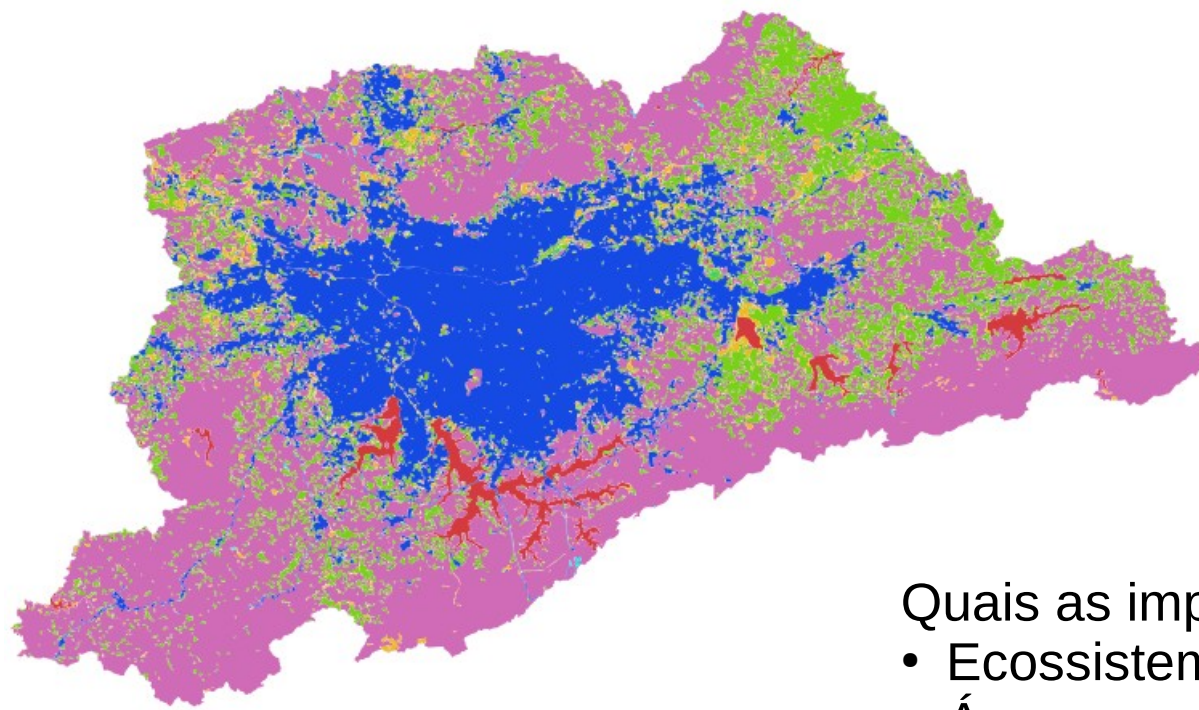 Quais as imp
• Ecossistem